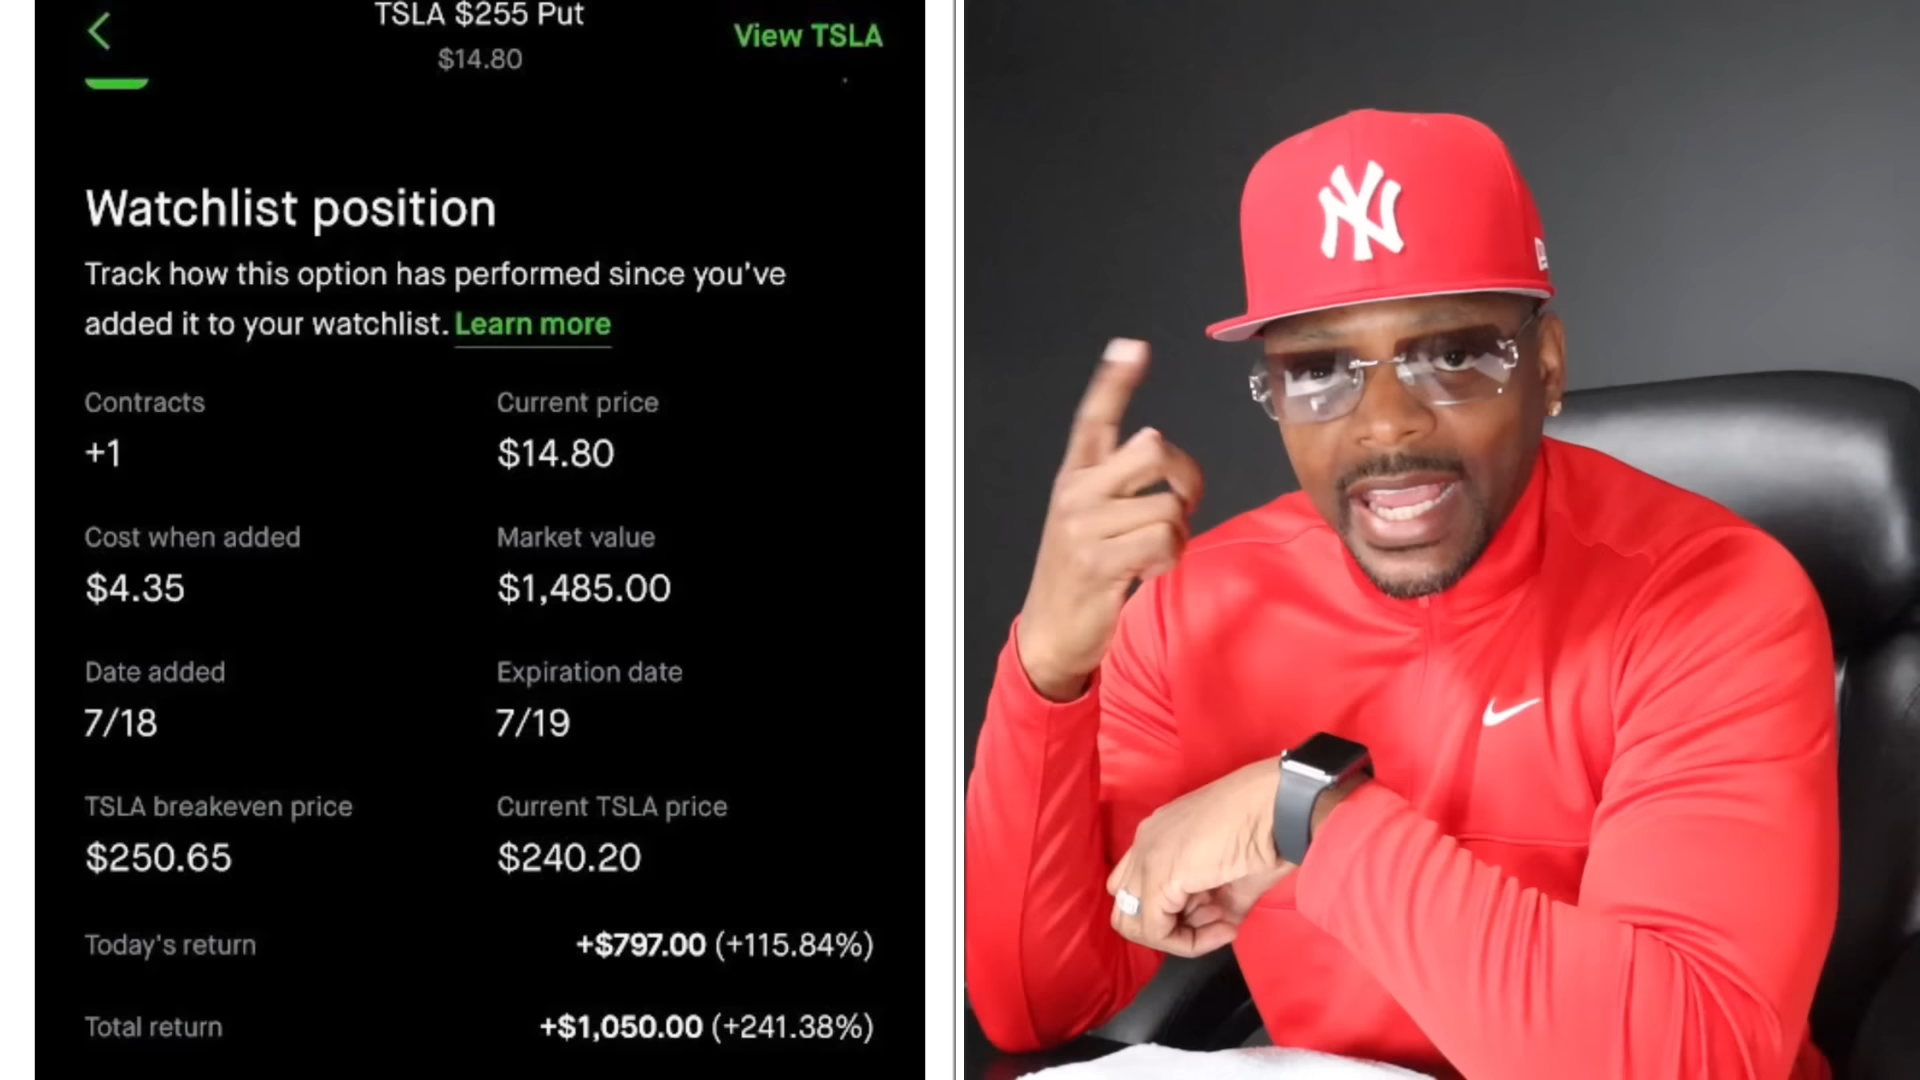 TSLA $255 Put
$14.80
View TSLA
Watchlist position
Track how this option has performed since you've
added it to your watchlist. Learn more
Contracts
+1
Current price
$14.80
Cost when added
$4.35
Market value
$1,485.00
Date added
7/18
Expiration date
7/19
TSLA breakeven price
$250.65
Current TSLA price
$240.20
Today's return
+$797.00 (+115.84%)
Total return
+$1,050.00 (+241.38%)
NY